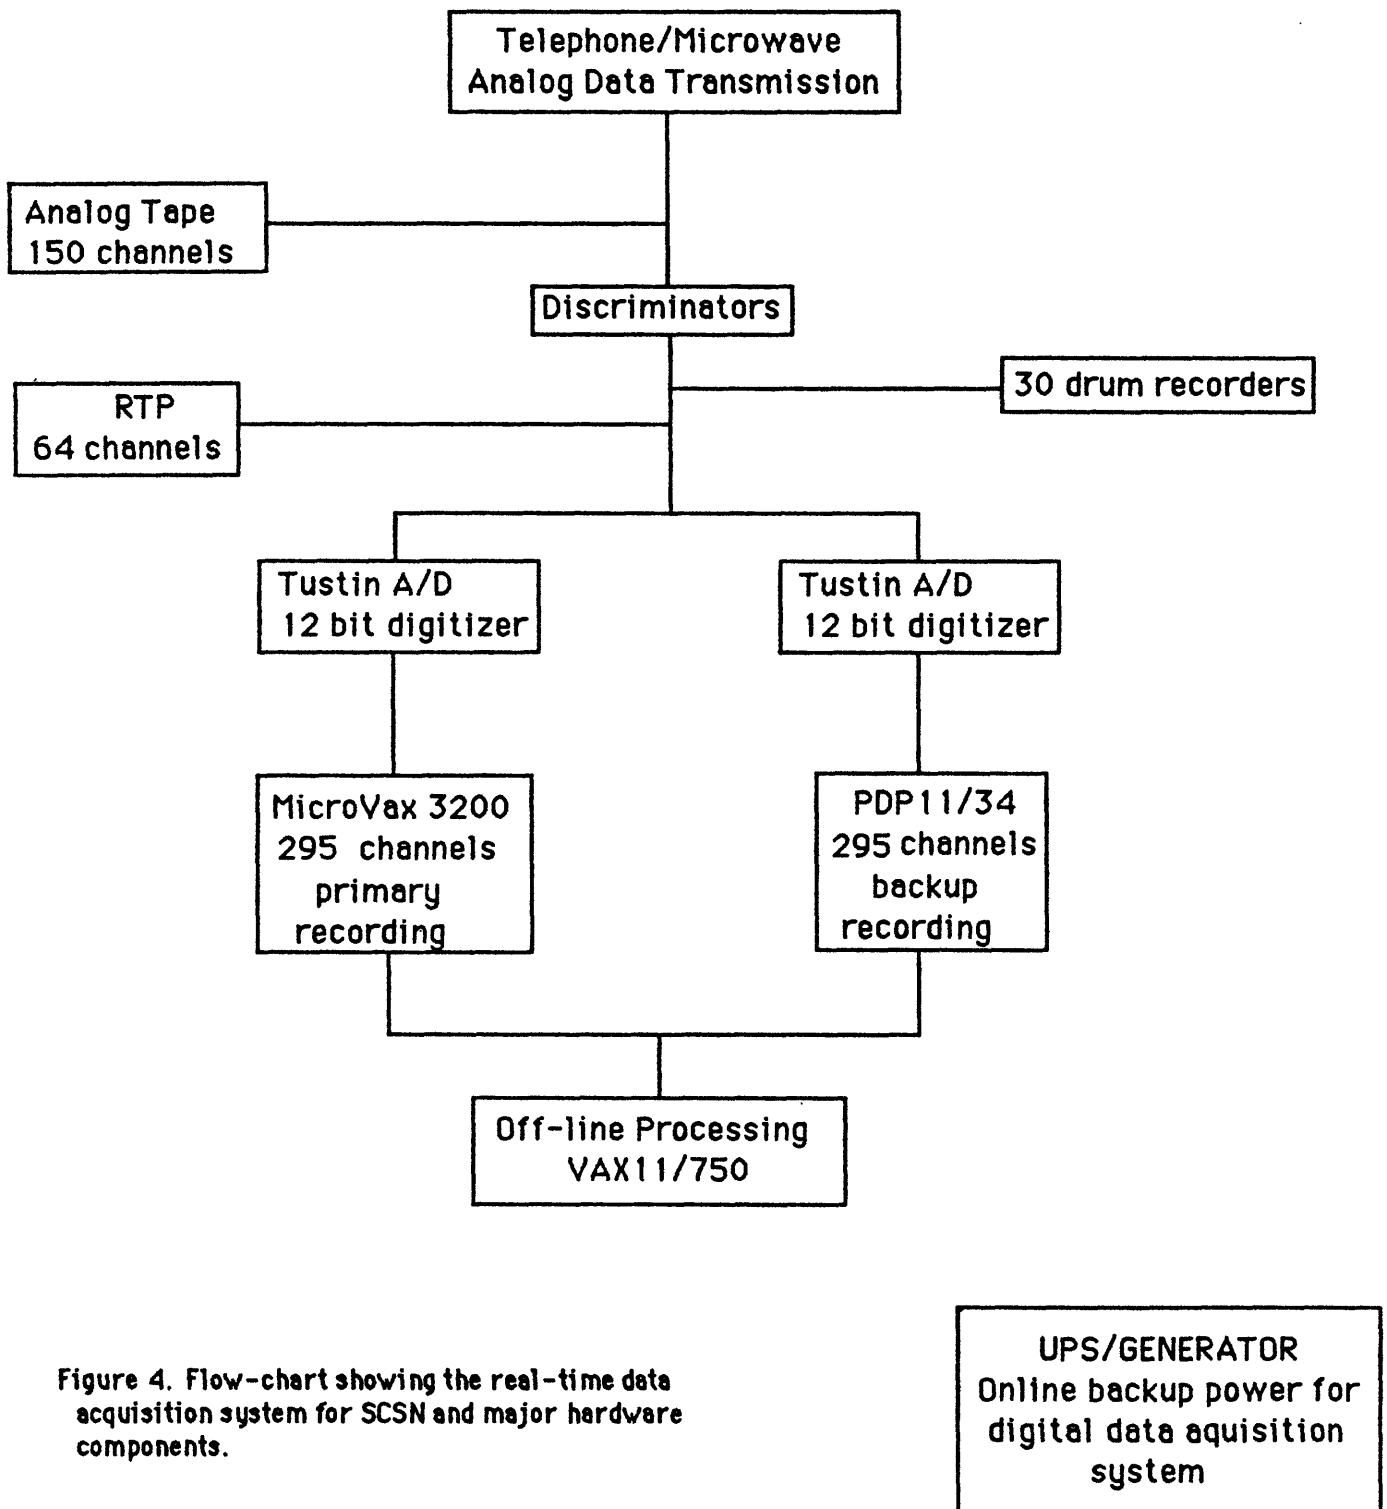 Telephone/Microwave
Analog Data Transmission
Analog Tape
150 channels
Discriminators
30 drum recorders
RTP
64 channels
Tustin A/D
12 bit digitizer
Tustin A/D
12 bit digitizer
MicroVax 3200
295 channels
primary
recording
PDP11/34
295 channels
backup
recording
Off-line Processing
VAX11/750
UPS/GENERATOR
Online backup power for
digital data aquisition
system
Figure 4. Flow-chart showing the real-time data
acquisition system for SCSN and major hardware
components.